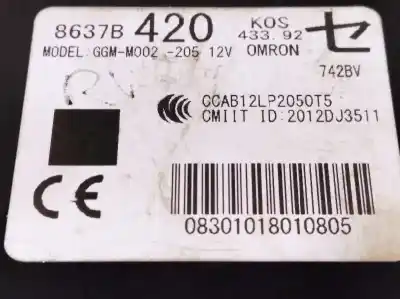 8637B 420 KOS
433.92
MODEL:GGM-M002 -205 12V OMRON
セ
742BV
RV
CCAB12LP2050T5
CMIIT ID:2012DJ3511
CE
08301018010805